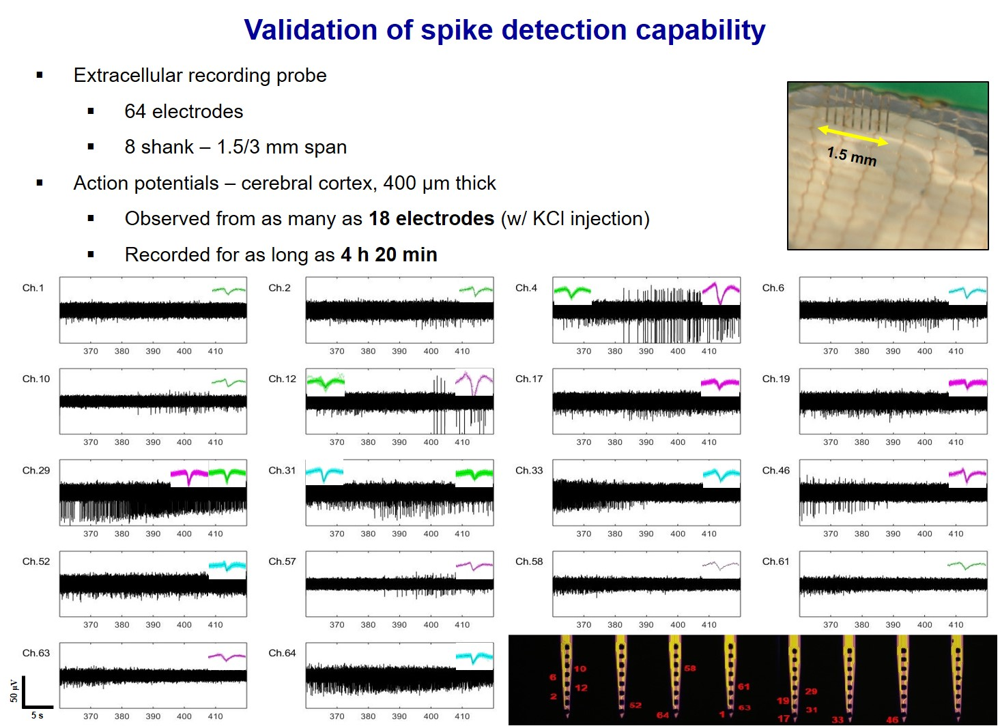 Validation of spike detection capability
▪ Extracellular recording probe
▪ 64 electrodes
▪ 8 shank – 1.5/3 mm span
▪ Action potentials – cerebral cortex, 400 µm thick
▪ Observed from as many as 18 electrodes (w/ KCl injection)
▪ Recorded for as long as 4 h 20 min
1.5 mm
Ch.1
370 380 390 400 410
Ch.2
370 380 390 400 410
Ch.4
370 380 390 400 410
Ch.6
370 380 390 400 410
Ch.10
370 380 390 400 410
Ch.12
370 380 390 400 410
Ch.17
370 380 390 400 410
Ch.19
370 380 390 400 410
Ch.29
370 380 390 400 410
Ch.31
370 380 390 400 410
Ch.33
370 380 390 400 410
Ch.46
370 380 390 400 410
Ch.52
370 380 390 400 410
Ch.57
370 380 390 400 410
Ch.58
370 380 390 400 410
Ch.61
370 380 390 400 410
Ch.63
370 380 390 400 410
50 µV
5 s
Ch.64
370 380 390 400 410
10
6
12
2
52
58
64
61
63
1
29
19
31
17
33
46